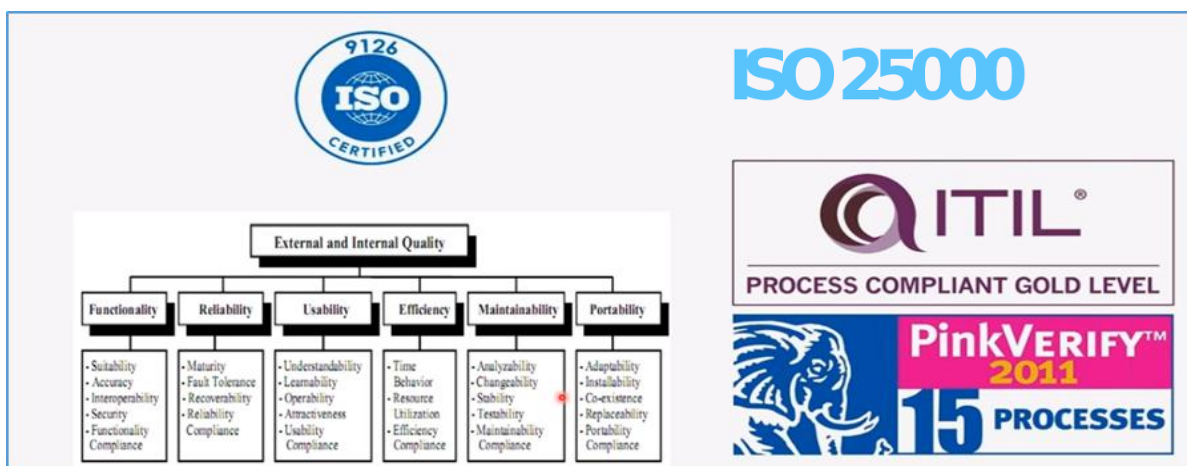 9126
ISO
CERTIFIED
ISO 25000
External and Internal Quality
Functionality
- Suitability
- Accuracy
- Interoperability
- Security
- Functionality
Compliance
Reliability
- Maturity
- Fault Tolerance
- Recoverability
- Reliability
Compliance
Usability
- Understandability
- Learnability
- Operability
- Attractiveness
- Usability
Compliance
Efficiency
- Time
Behavior
- Resource
Utilization
- Efficiency
Compliance
Maintainability
- Analyzability
- Changeability
- Stability
- Testability
- Maintainability
Compliance
Portability
- Adaptability
- Installability
- Co-existence
- Replaceability
- Portability
Compliance
ITIL®
PROCESS COMPLIANT GOLD LEVEL
PinkVERIFY™
2011
15 PROCESSES